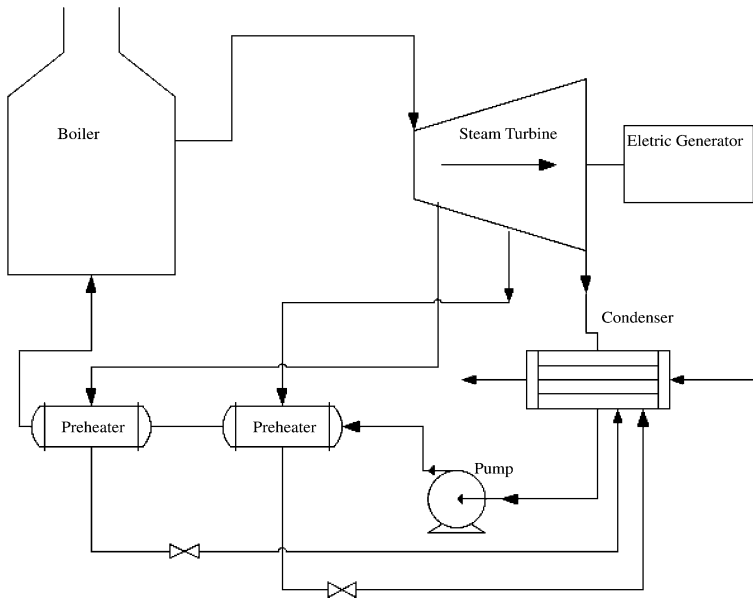 Boiler
Steam Turbine
Eletric Generator
Condenser
Preheater
Preheater
Pump